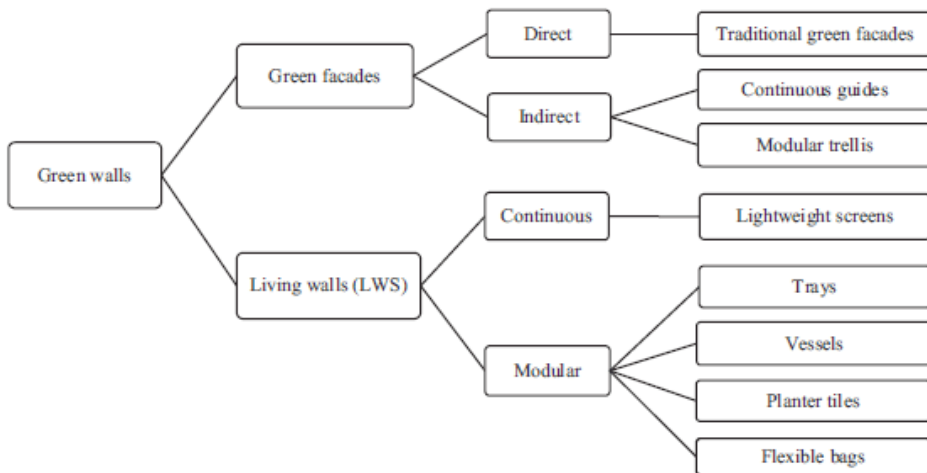 Green walls
Green facades
Direct
Traditional green facades
Indirect
Continuous guides
Modular trellis
Living walls (LWS)
Continuous
Lightweight screens
Modular
Trays
Vessels
Planter tiles
Flexible bags